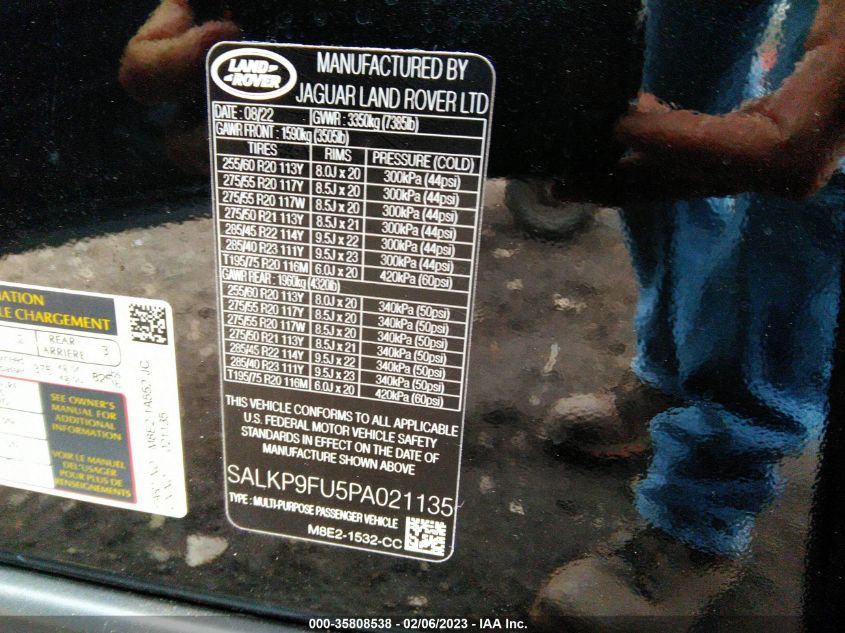 LAND
ROVER
MANUFACTURED BY
JAGUAR LAND ROVER LTD
DATE : 08/22 GVWR : 3350kg (7385lb)
GAWR FRONT : 1590kg (3505lb)
TIRES RIMS PRESSURE (COLD)
255/60 R20 113Y 8.0J x 20 300kPa (44psi)
275/55 R20 117Y 8.5J x 20 300kPa (44psi)
275/55 R20 117W 8.5J x 20 300kPa (44psi)
275/50 R21 113Y 8.5J x 21 300kPa (44psi)
285/45 R22 114Y 9.5J x 22 300kPa (44psi)
285/40 R23 111Y 9.5J x 23 300kPa (44psi)
T195/75 R20 116M 6.0J x 20 420kPa (60psi)
GAWR REAR : 1960kg (4320lb)
255/60 R20 113Y 8.0J x 20 340kPa (50psi)
275/55 R20 117Y 8.5J x 20 340kPa (50psi)
275/55 R20 117W 8.5J x 20 340kPa (50psi)
275/50 R21 113Y 8.5J x 21 340kPa (50psi)
285/45 R22 114Y 9.5J x 22 340kPa (50psi)
285/40 R23 111Y 9.5J x 23 340kPa (50psi)
T195/75 R20 116M 6.0J x 20 420kPa (60psi)
THIS VEHICLE CONFORMS TO ALL APPLICABLE
U.S. FEDERAL MOTOR VEHICLE SAFETY
STANDARDS IN EFFECT ON THE DATE OF
MANUFACTURE SHOWN ABOVE
SALKP9FU5PA021135
TYPE : MULTI-PURPOSE PASSENGER VEHICLE
M8E2-1532-CC
CHARGEMENT
2 REAR 3
ARRIERE
SEE OWNER'S
MANUAL FOR
ADDITIONAL
INFORMATION
VOIR LE MANUEL
DE L'USAGER
POUR PLUS DE
RENSEIGNEMENTS
M8E2-1A552-JC
121135
000-35808538 - 02/06/2023 - IAA Inc.